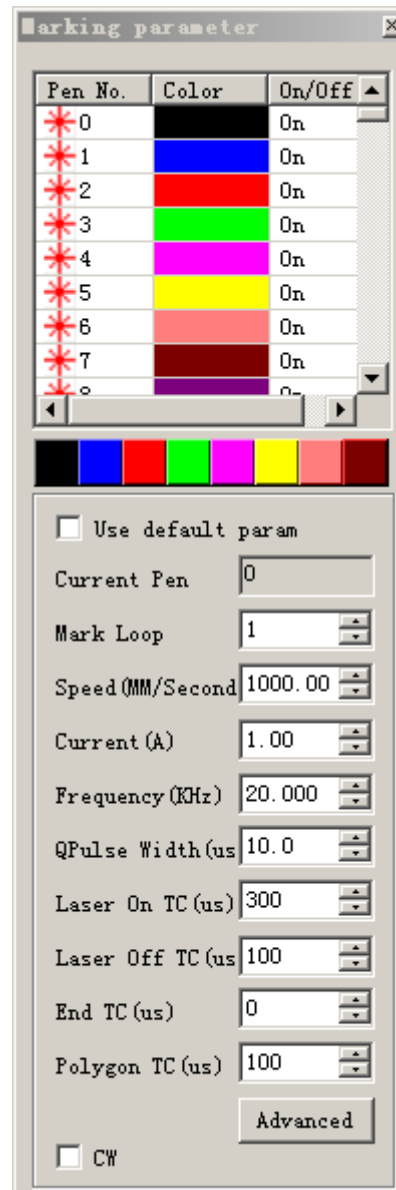 Marking parameter
Pen No. Color On/Off
0 On
1 On
2 On
3 On
4 On
5 On
6 On
7 On
Use default param
Current Pen 0
Mark Loop 1
Speed(MM/Second 1000.00
Current(A) 1.00
Frequency(KHz) 20.000
QPulse Width(us 10.0
Laser On TC(us) 300
Laser Off TC(us 100
End TC(us) 0
Polygon TC(us) 100
Advanced
CW